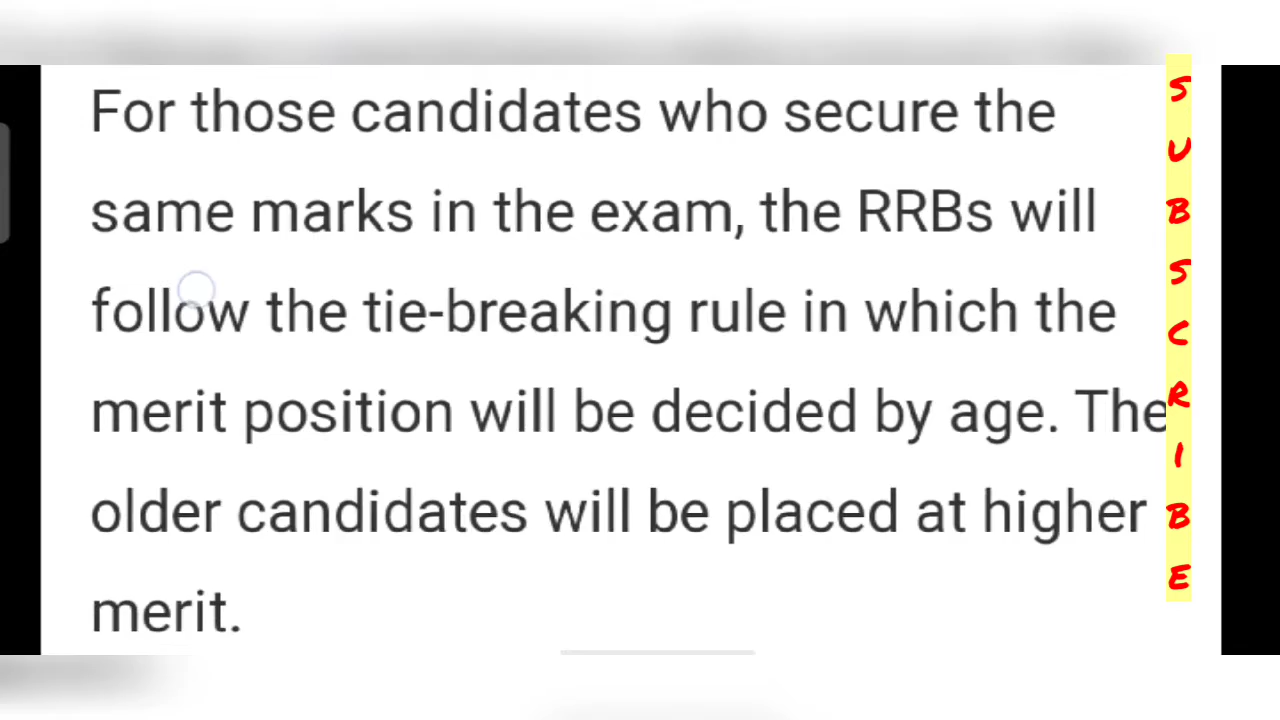 For those candidates who secure the
same marks in the exam, the RRBs will
follow the tie-breaking rule in which the
merit position will be decided by age. The
older candidates will be placed at higher
merit.
SUBSCRIBE